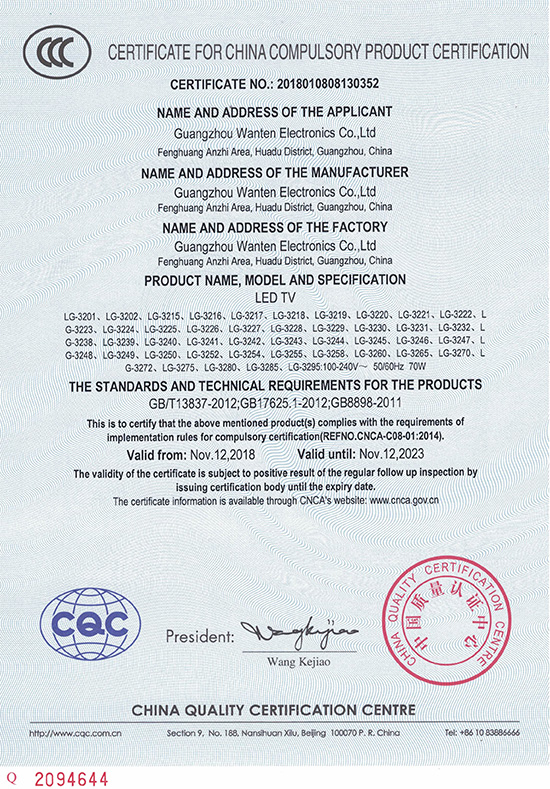 CCC
CERTIFICATE FOR CHINA COMPULSORY PRODUCT CERTIFICATION
CERTIFICATE NO.: 2018010808130352
NAME AND ADDRESS OF THE APPLICANT
Guangzhou Wanten Electronics Co.,Ltd
Fenghuang Anzhi Area, Huadu District, Guangzhou, China
NAME AND ADDRESS OF THE MANUFACTURER
Guangzhou Wanten Electronics Co.,Ltd
Fenghuang Anzhi Area, Huadu District, Guangzhou, China
NAME AND ADDRESS OF THE FACTORY
Guangzhou Wanten Electronics Co.,Ltd
Fenghuang Anzhi Area, Huadu District, Guangzhou, China
PRODUCT NAME, MODEL AND SPECIFICATION
LED TV
LG-3201、LG-3202、LG-3215、LG-3216、LG-3217、LG-3218、LG-3219、LG-3220、LG-3221、LG-3222、L
G-3223、LG-3224、LG-3225、LG-3226、LG-3227、LG-3228、LG-3229、LG-3230、LG-3231、LG-3232、L
G-3238、LG-3239、LG-3240、LG-3241、LG-3242、LG-3243、LG-3244、LG-3245、LG-3246、LG-3247、L
G-3248、LG-3249、LG-3250、LG-3252、LG-3254、LG-3255、LG-3258、LG-3260、LG-3265、LG-3270、L
G-3272、LG-3275、LG-3280、LG-3285、LG-3295:100-240V～ 50/60Hz 70W
THE STANDARDS AND TECHNICAL REQUIREMENTS FOR THE PRODUCTS
GB/T13837-2012;GB17625.1-2012;GB8898-2011
This is to certify that the above mentioned product(s) complies with the requirements of
implementation rules for compulsory certification(REFNO.CNCA-C08-01:2014).
Valid from: Nov.12,2018 Valid until: Nov.12,2023
The validity of the certificate is subject to positive result of the regular follow up inspection by
issuing certification body until the expiry date.
The certificate information is available through CNCA's website: www.cnca.gov.cn
CQC
President: Wangkejiao
Wang Kejiao
CHINA QUALITY CERTIFICATION CENTRE
中国质量认证中心
CHINA QUALITY CERTIFICATION CENTRE
http://www.cqc.com.cn Section 9, No. 188, Nansihuan Xilu, Beijing 100070 P. R. China Tel: +86 10 83886666
Q 2094644